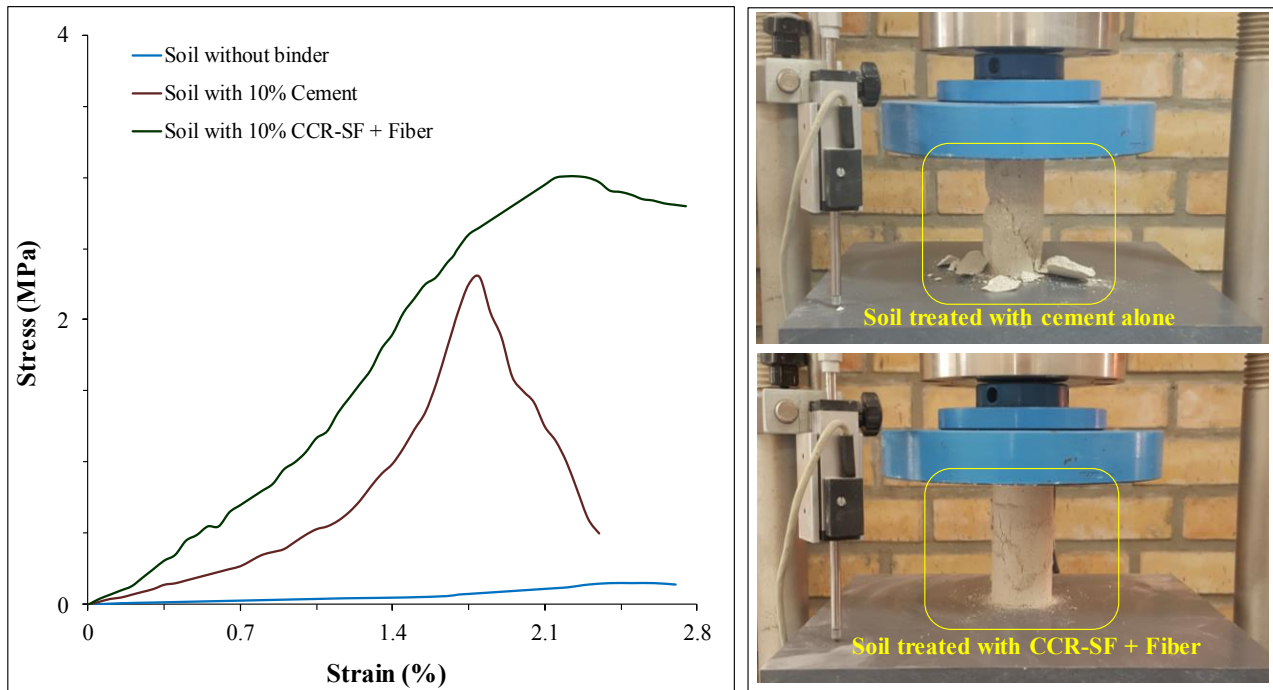 4
Soil without binder
Soil with 10% Cement
Soil with 10% CCR-SF + Fiber
Stress (MPa)
2
0
0
0.7
1.4
2.1
2.8
Strain (%)
Soil treated with cement alone
Soil treated with CCR-SF + Fiber